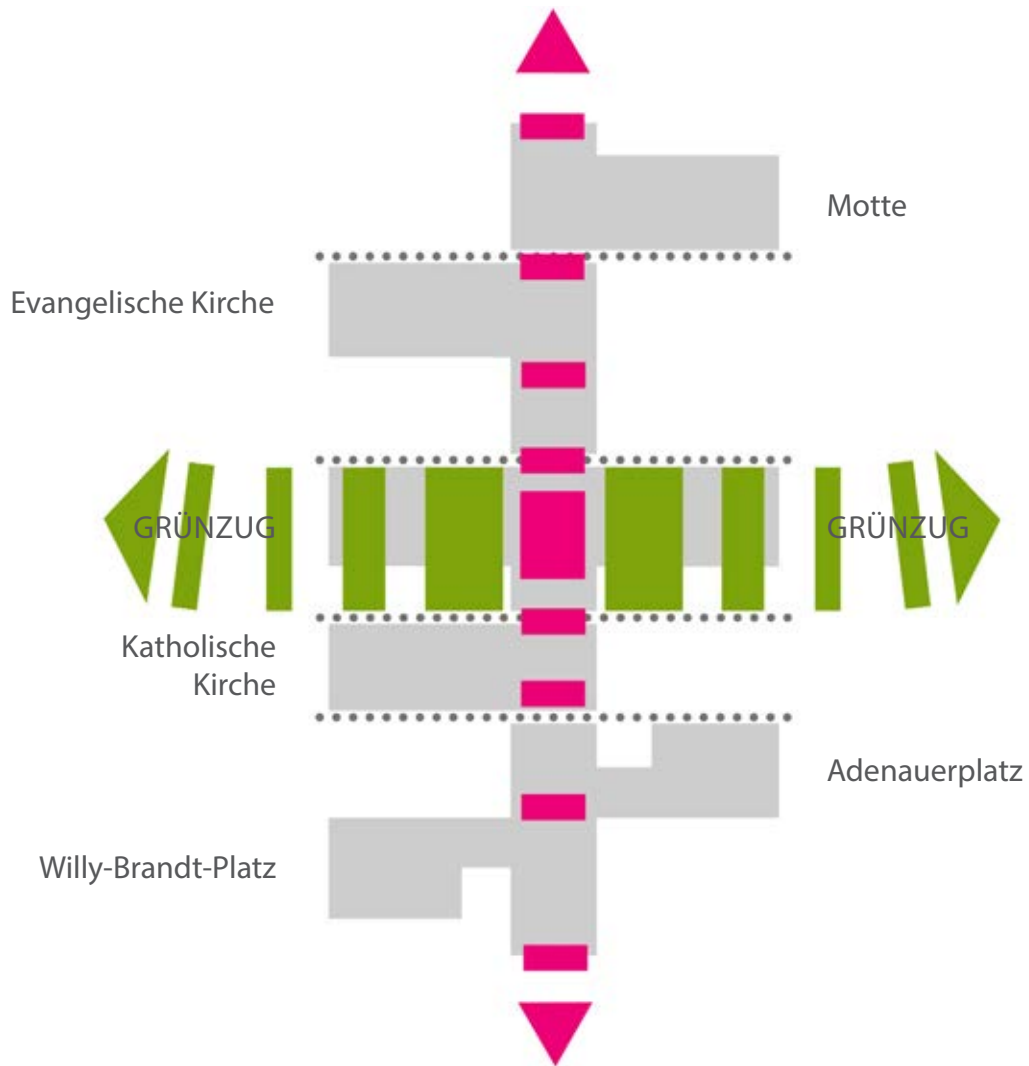 Motte
Evangelische Kirche
GRÜNZUG
GRÜNZUG
Katholische
Kirche
Adenauerplatz
Willy-Brandt-Platz